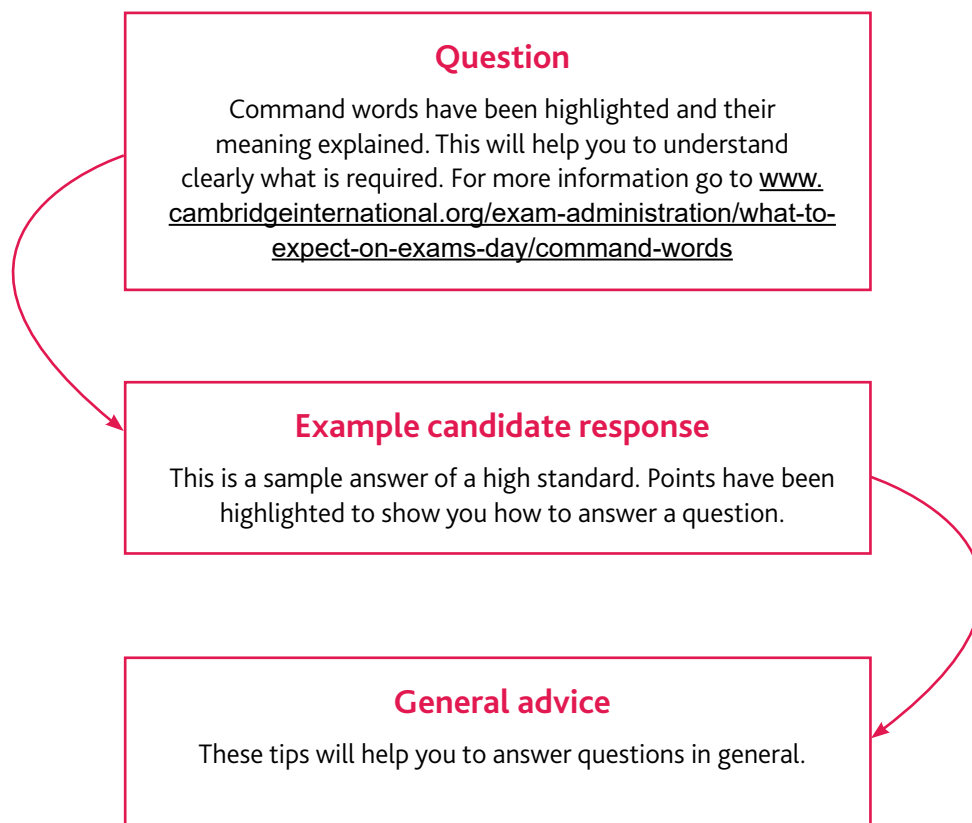 Question
Command words have been highlighted and their
meaning explained. This will help you to understand
clearly what is required. For more information go to www.
cambridgeinternational.org/exam-administration/what-to-
expect-on-exams-day/command-words
Example candidate response
This is a sample answer of a high standard. Points have been
highlighted to show you how to answer a question.
General advice
These tips will help you to answer questions in general.